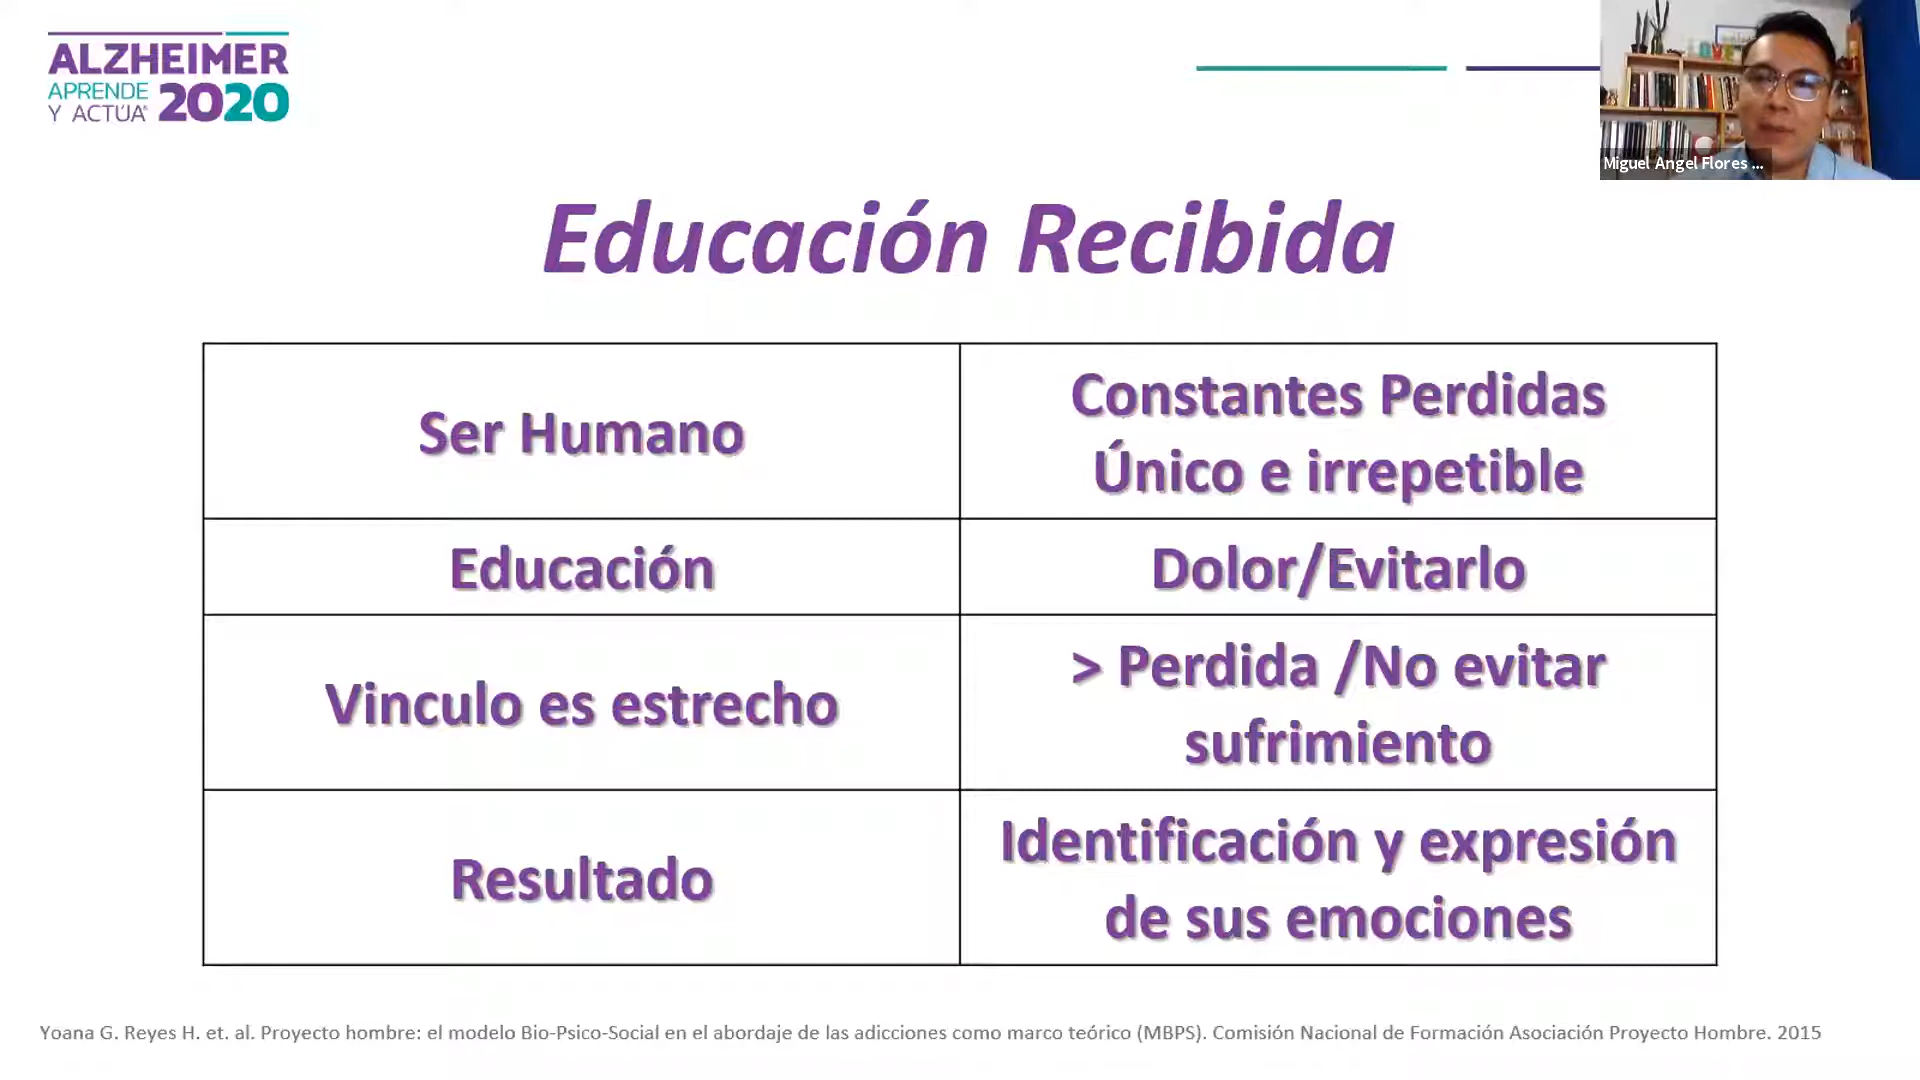 ALZHEIMER
APRENDE
Y ACTÚA® 2020
Miguel Angel Flores ...
Educación Recibida
Ser Humano
Constantes Perdidas
Único e irrepetible
Educación
Dolor/Evitarlo
Vinculo es estrecho
> Perdida /No evitar
sufrimiento
Resultado
Identificación y expresión
de sus emociones
Yoana G. Reyes H. et. al. Proyecto hombre: el modelo Bio-Psico-Social en el abordaje de las adicciones como marco teórico (MBPS). Comisión Nacional de Formación Asociación Proyecto Hombre. 2015